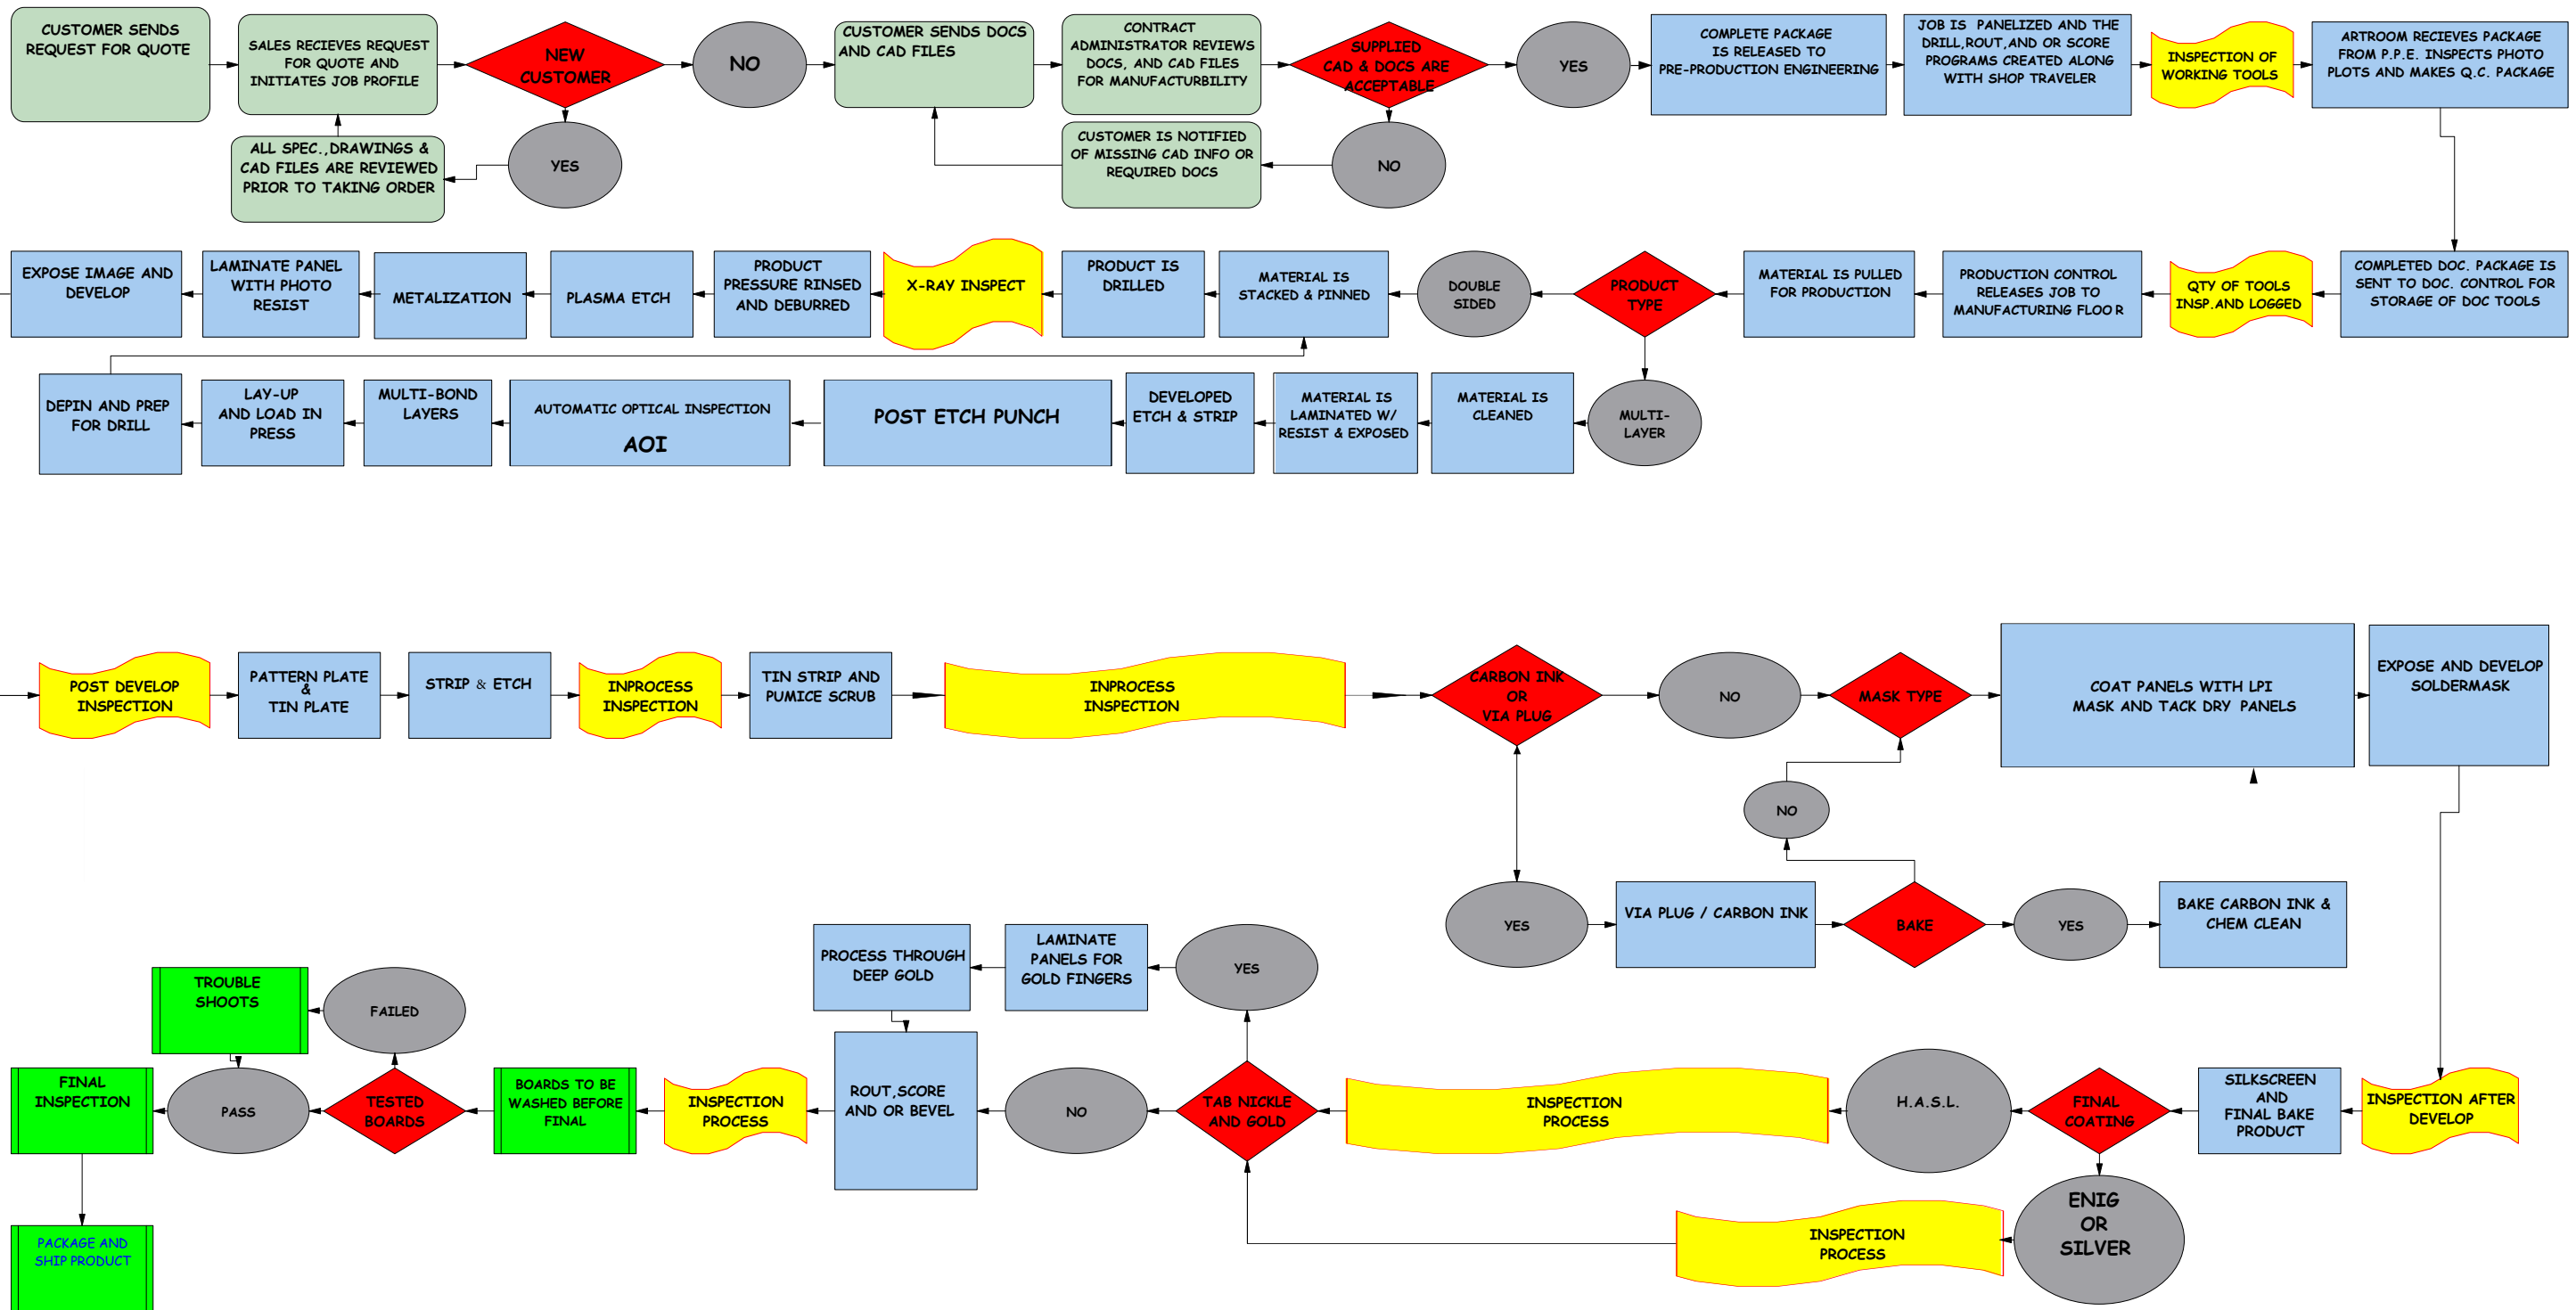 CUSTOMER SENDS
REQUEST FOR QUOTE
SALES RECIEVES REQUEST
FOR QUOTE AND
INITIATES JOB PROFILE
NEW
CUSTOMER
NO
CUSTOMER SENDS DOCS
AND CAD FILES
CONTRACT
ADMINISTRATOR REVIEWS
DOCS, AND CAD FILES
FOR MANUFACTURBILITY
SUPPLIED
CAD & DOCS ARE
ACCEPTABLE
YES
COMPLETE PACKAGE
IS RELEASED TO
PRE-PRODUCTION ENGINEERING
JOB IS PANELIZED AND THE
DRILL,ROUT,AND OR SCORE
PROGRAMS CREATED ALONG
WITH SHOP TRAVELER
INSPECTION OF
WORKING TOOLS
ARTROOM RECIEVES PACKAGE
FROM P.P.E. INSPECTS PHOTO
PLOTS AND MAKES Q.C. PACKAGE
ALL SPEC.,DRAWINGS &
CAD FILES ARE REVIEWED
PRIOR TO TAKING ORDER
YES
CUSTOMER IS NOTIFIED
OF MISSING CAD INFO OR
REQUIRED DOCS
NO
EXPOSE IMAGE AND
DEVELOP
LAMINATE PANEL
WITH PHOTO
RESIST
METALIZATION
PLASMA ETCH
PRODUCT
PRESSURE RINSED
AND DEBURRED
X-RAY INSPECT
PRODUCT IS
DRILLED
MATERIAL IS
STACKED & PINNED
DOUBLE
SIDED
PRODUCT
TYPE
MATERIAL IS PULLED
FOR PRODUCTION
PRODUCTION CONTROL
RELEASES JOB TO
MANUFACTURING FLOO R
QTY OF TOOLS
INSP.AND LOGGED
COMPLETED DOC. PACKAGE IS
SENT TO DOC. CONTROL FOR
STORAGE OF DOC TOOLS
DEPIN AND PREP
FOR DRILL
LAY-UP
AND LOAD IN
PRESS
MULTI-BOND
LAYERS
AUTOMATIC OPTICAL INSPECTION
AOI
POST ETCH PUNCH
DEVELOPED
ETCH & STRIP
MATERIAL IS
LAMINATED W/
RESIST & EXPOSED
MATERIAL IS
CLEANED
MULTI-
LAYER
POST DEVELOP
INSPECTION
PATTERN PLATE
&
TIN PLATE
STRIP & ETCH
INPROCESS
INSPECTION
TIN STRIP AND
PUMICE SCRUB
INPROCESS
INSPECTION
CARBON INK
OR
VIA PLUG
NO
MASK TYPE
COAT PANELS WITH LPI
MASK AND TACK DRY PANELS
EXPOSE AND DEVELOP
SOLDERMASK
NO
YES
VIA PLUG / CARBON INK
BAKE
YES
BAKE CARBON INK &
CHEM CLEAN
PROCESS THROUGH
DEEP GOLD
LAMINATE
PANELS FOR
GOLD FINGERS
YES
TROUBLE
SHOOTS
FAILED
FINAL
INSPECTION
PASS
TESTED
BOARDS
BOARDS TO BE
WASHED BEFORE
FINAL
INSPECTION
PROCESS
ROUT,SCORE
AND OR BEVEL
NO
TAB NICKLE
AND GOLD
INSPECTION
PROCESS
H.A.S.L.
FINAL
COATING
SILKSCREEN
AND
FINAL BAKE
PRODUCT
INSPECTION AFTER
DEVELOP
PACKAGE AND
SHIP PRODUCT
INSPECTION
PROCESS
ENIG
OR
SILVER